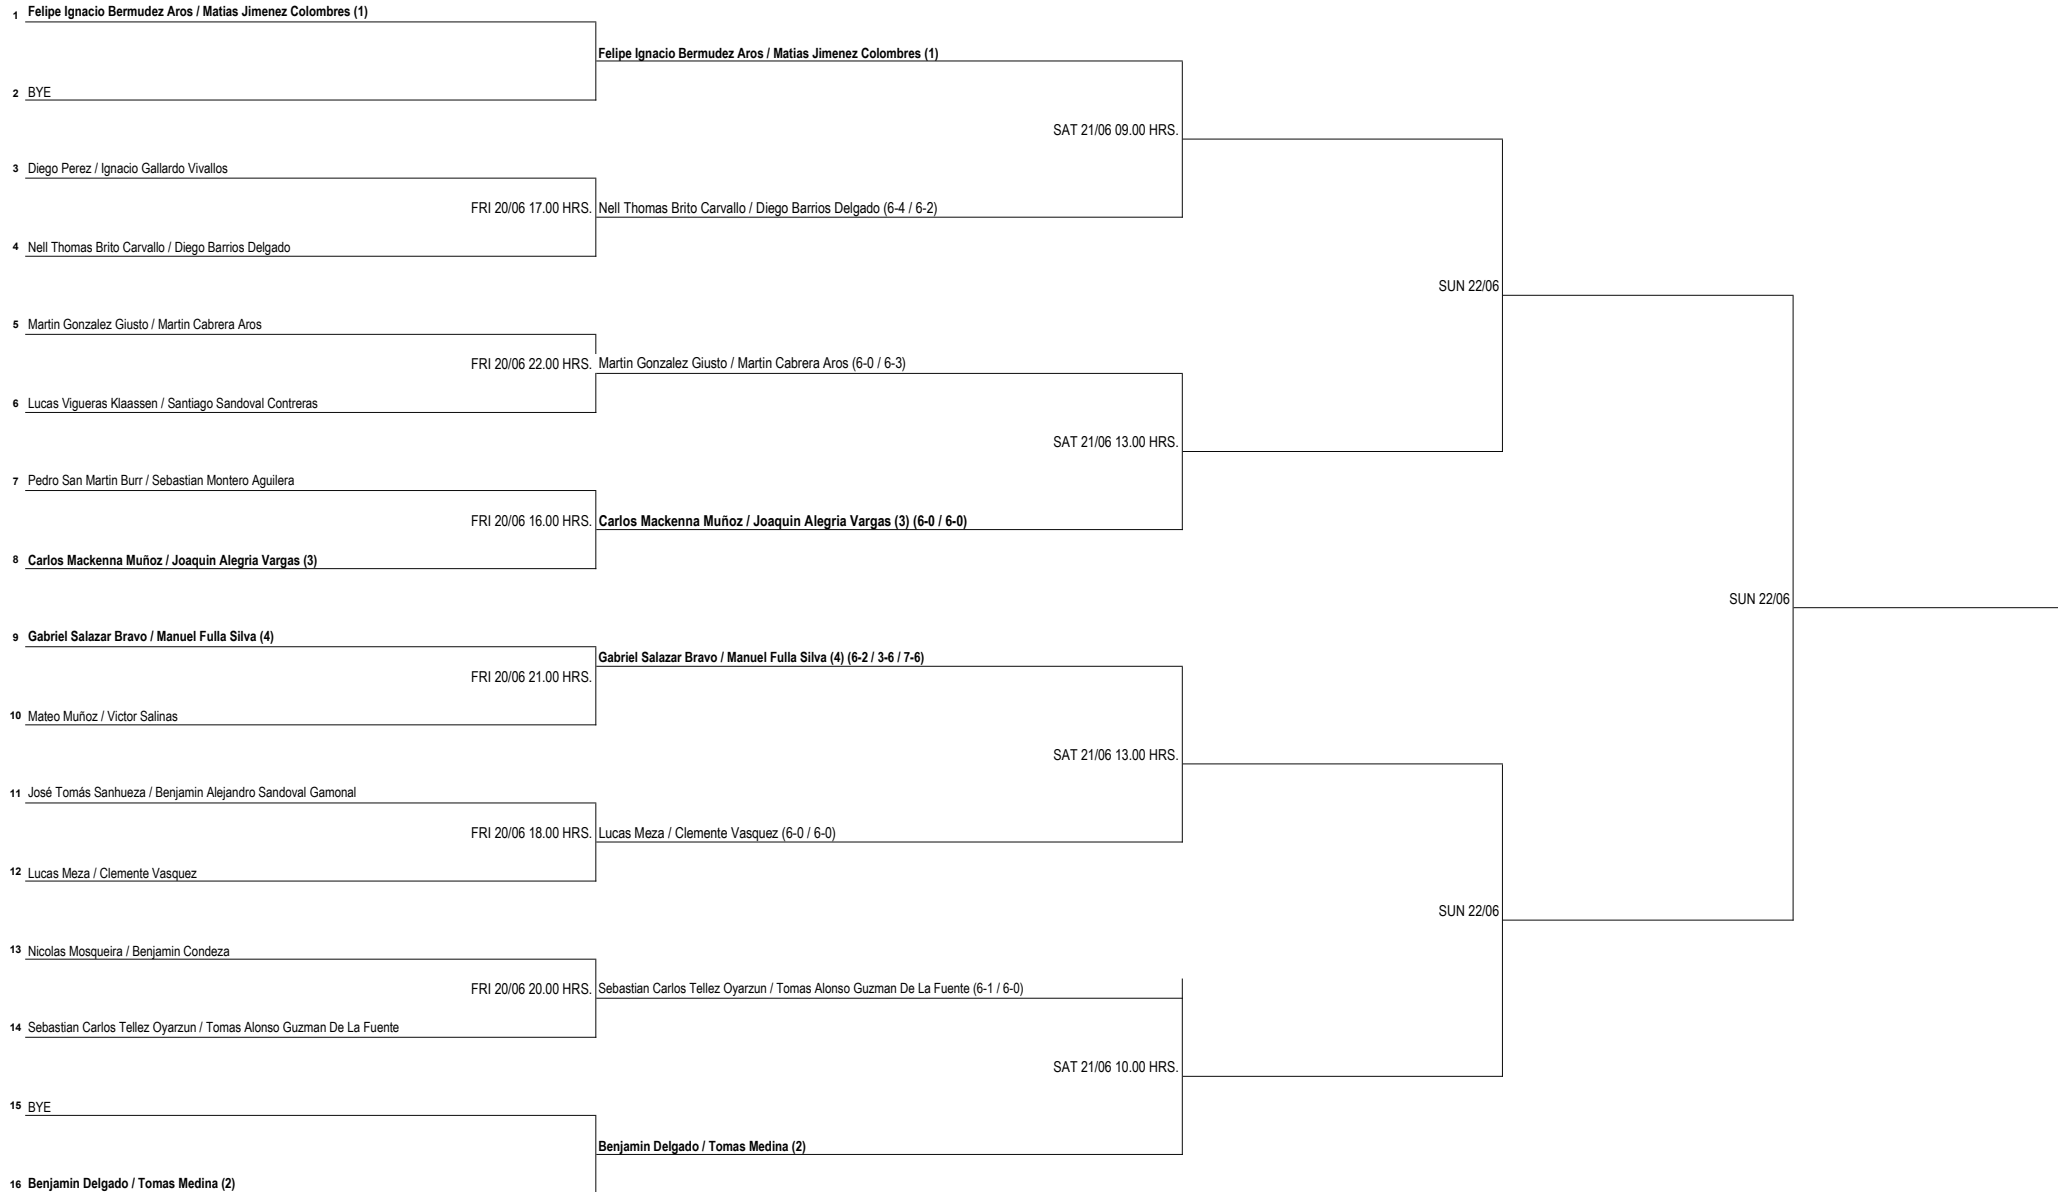 1 Felipe Ignacio Bermudez Aros / Matias Jimenez Colombres (1)
Felipe Ignacio Bermudez Aros / Matias Jimenez Colombres (1)
2 BYE
SAT 21/06 09.00 HRS.
3 Diego Perez / Ignacio Gallardo Vivallos
FRI 20/06 17.00 HRS. Nell Thomas Brito Carvallo / Diego Barrios Delgado (6-4 / 6-2)
4 Nell Thomas Brito Carvallo / Diego Barrios Delgado
SUN 22/06
5 Martin Gonzalez Giusto / Martin Cabrera Aros
FRI 20/06 22.00 HRS. Martin Gonzalez Giusto / Martin Cabrera Aros (6-0 / 6-3)
6 Lucas Vigueras Klaassen / Santiago Sandoval Contreras
SAT 21/06 13.00 HRS.
7 Pedro San Martin Burr / Sebastian Montero Aguilera
FRI 20/06 16.00 HRS. Carlos Mackenna Muñoz / Joaquin Alegria Vargas (3) (6-0 / 6-0)
8 Carlos Mackenna Muñoz / Joaquin Alegria Vargas (3)
SUN 22/06
9 Gabriel Salazar Bravo / Manuel Fulla Silva (4)
Gabriel Salazar Bravo / Manuel Fulla Silva (4) (6-2 / 3-6 / 7-6)
FRI 20/06 21.00 HRS.
10 Mateo Muñoz / Victor Salinas
SAT 21/06 13.00 HRS.
11 José Tomás Sanhueza / Benjamin Alejandro Sandoval Gamonal
FRI 20/06 18.00 HRS. Lucas Meza / Clemente Vasquez (6-0 / 6-0)
12 Lucas Meza / Clemente Vasquez
SUN 22/06
13 Nicolas Mosqueira / Benjamin Condeza
FRI 20/06 20.00 HRS. Sebastian Carlos Tellez Oyarzun / Tomas Alonso Guzman De La Fuente (6-1 / 6-0)
14 Sebastian Carlos Tellez Oyarzun / Tomas Alonso Guzman De La Fuente
SAT 21/06 10.00 HRS.
15 BYE
Benjamin Delgado / Tomas Medina (2)
16 Benjamin Delgado / Tomas Medina (2)